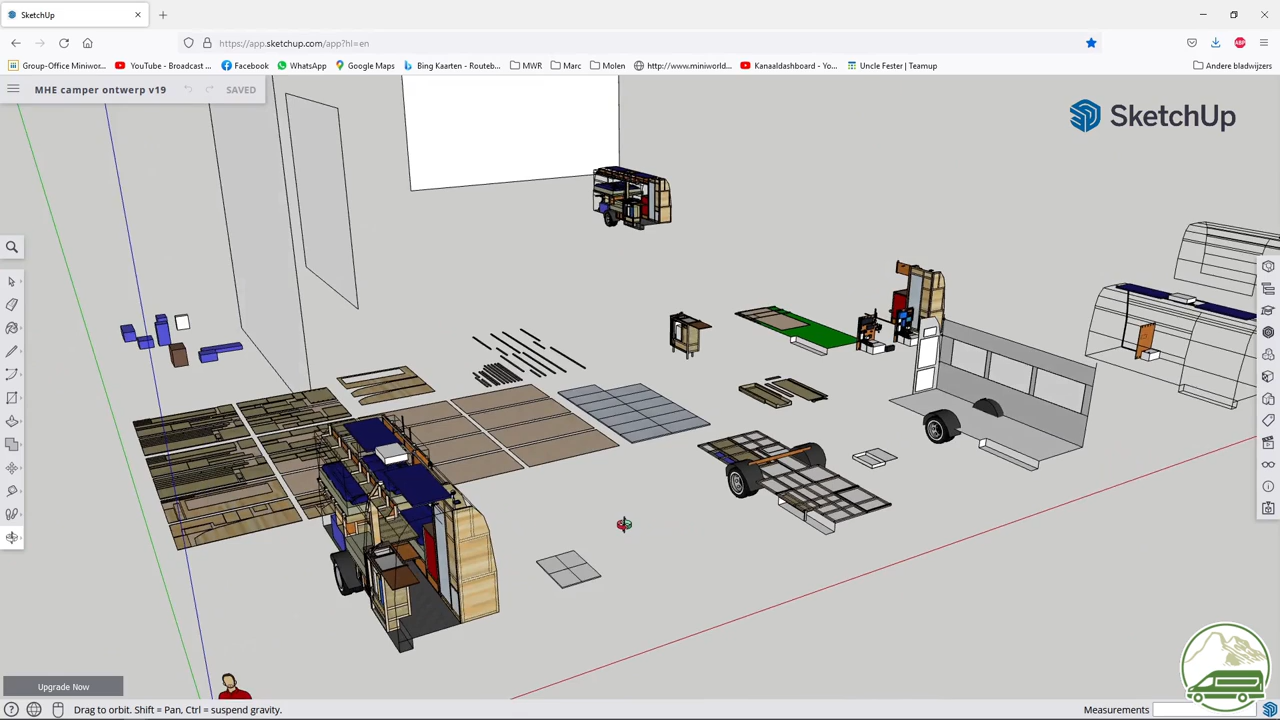 SketchUp
https://app.sketchup.com/app?hl=en
Group-Office Miniwor...
YouTube - Broadcast ...
Facebook
WhatsApp
Google Maps
Bing Kaarten - Routeb...
MWR
Marc
Molen
http://www.miniworld...
Kanaaldashboard - Yo...
Uncle Fester | Teamup
Andere bladwijzers
MHE camper ontwerp v19
SAVED
SketchUp
Upgrade Now
Drag to orbit. Shift = Pan, Ctrl = suspend gravity.
Measurements